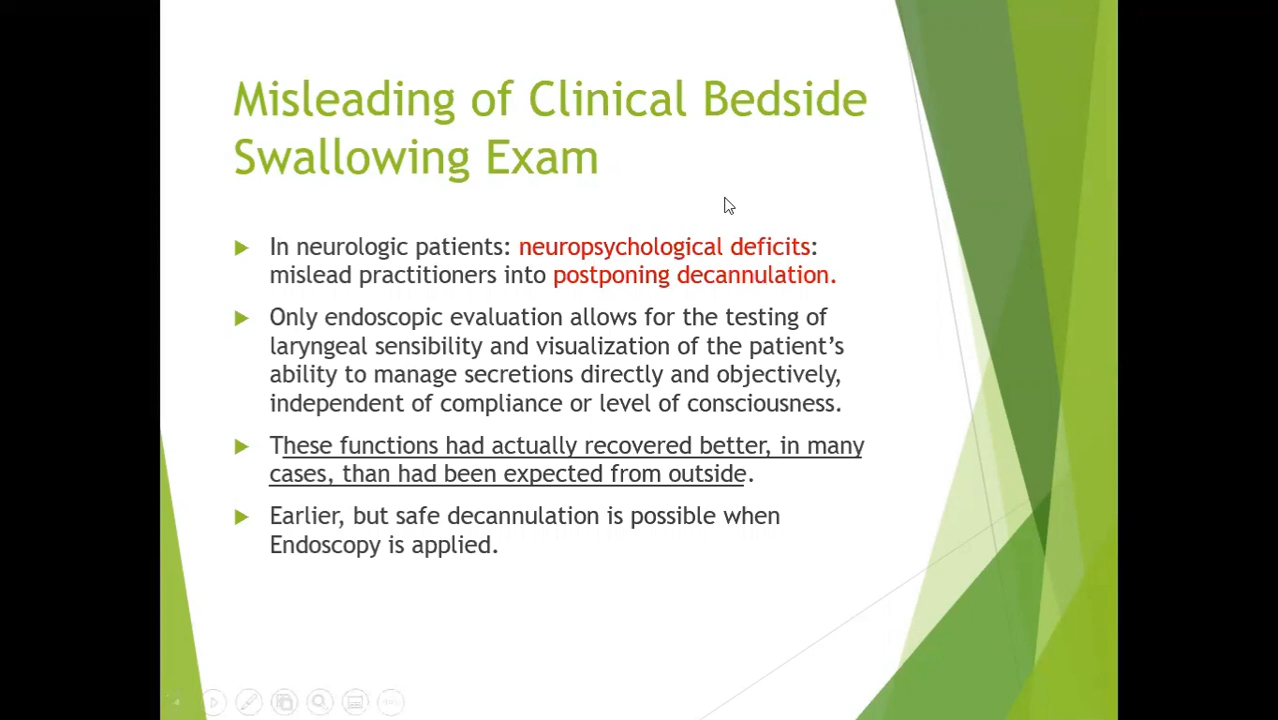 Misleading of Clinical Bedside
Swallowing Exam
In neurologic patients: neuropsychological deficits:
mislead practitioners into postponing decannulation.
Only endoscopic evaluation allows for the testing of
laryngeal sensibility and visualization of the patient's
ability to manage secretions directly and objectively,
independent of compliance or level of consciousness.
These functions had actually recovered better, in many
cases, than had been expected from outside.
Earlier, but safe decannulation is possible when
Endoscopy is applied.
4